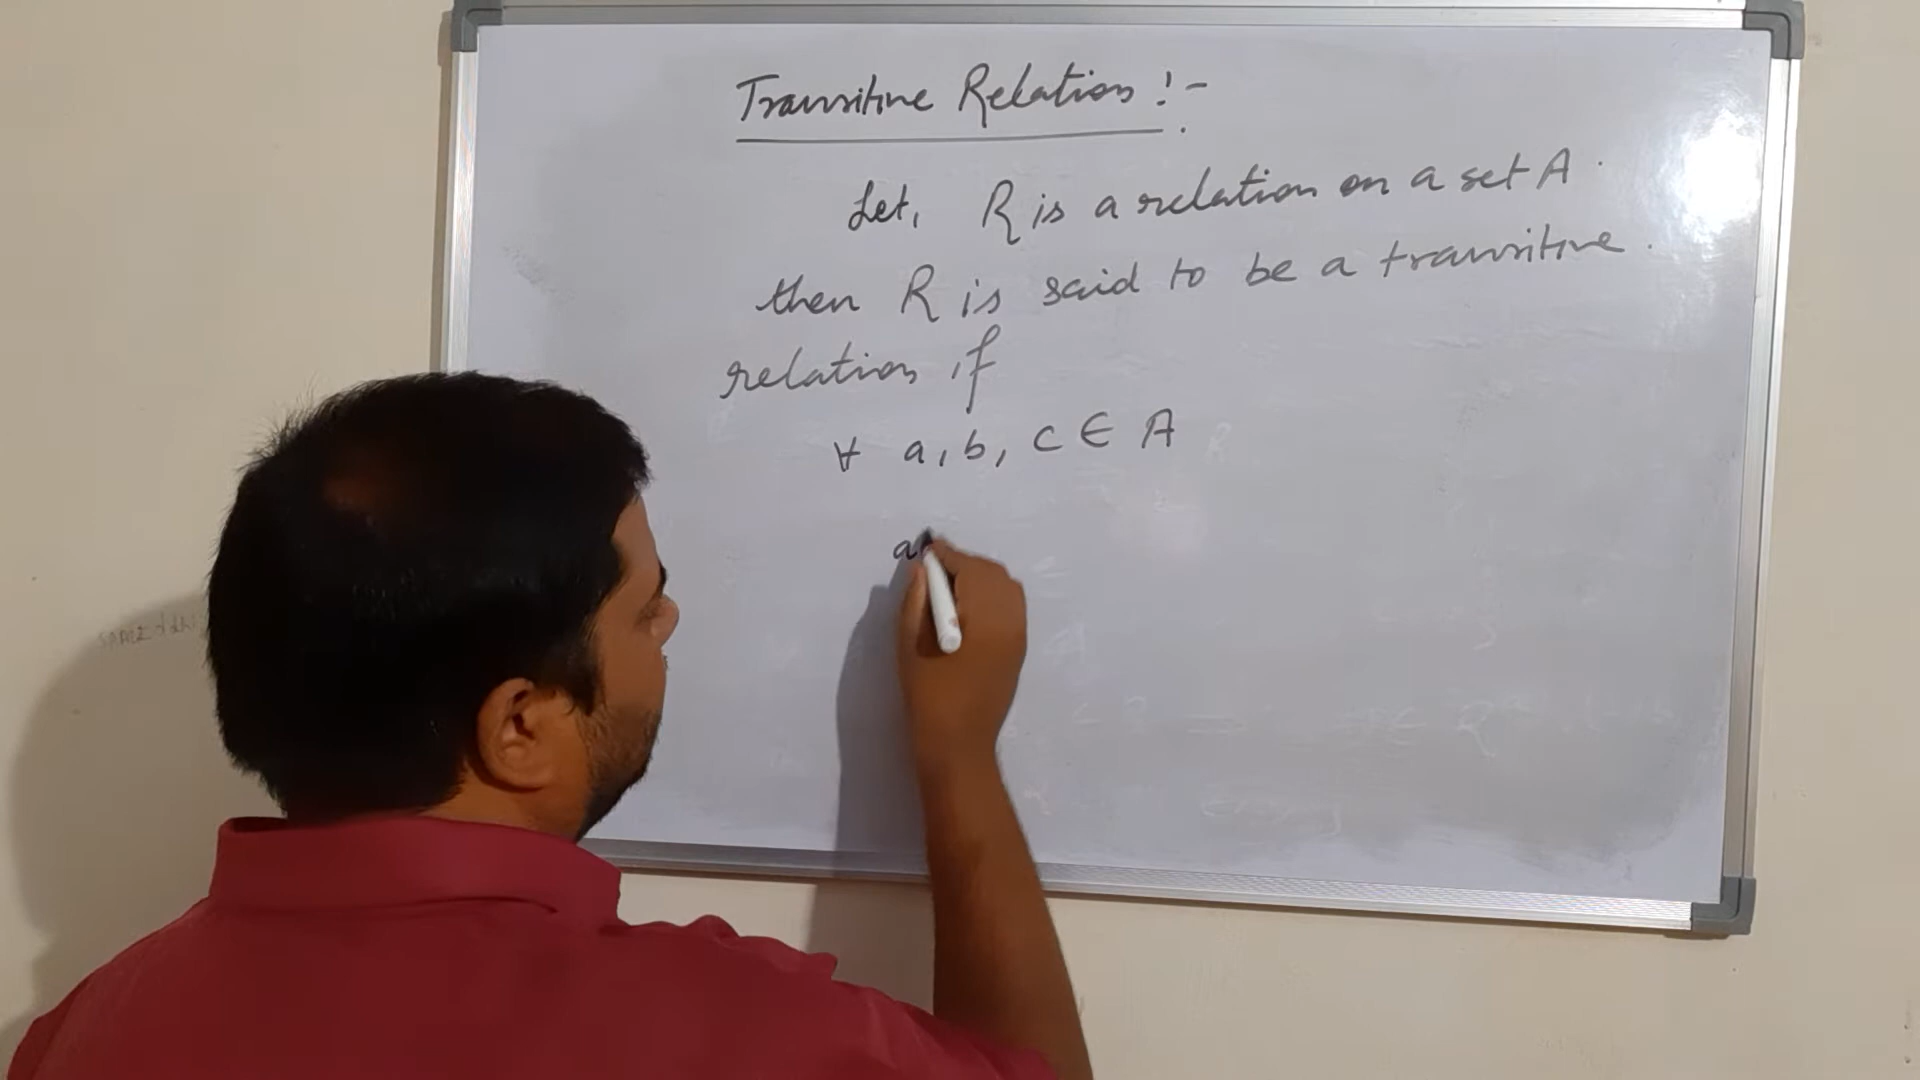 Transitive Relation :-
Let, R is a relation on a set A.
then R is said to be a transitive
relation if
∀ a, b, c ∈ A
a